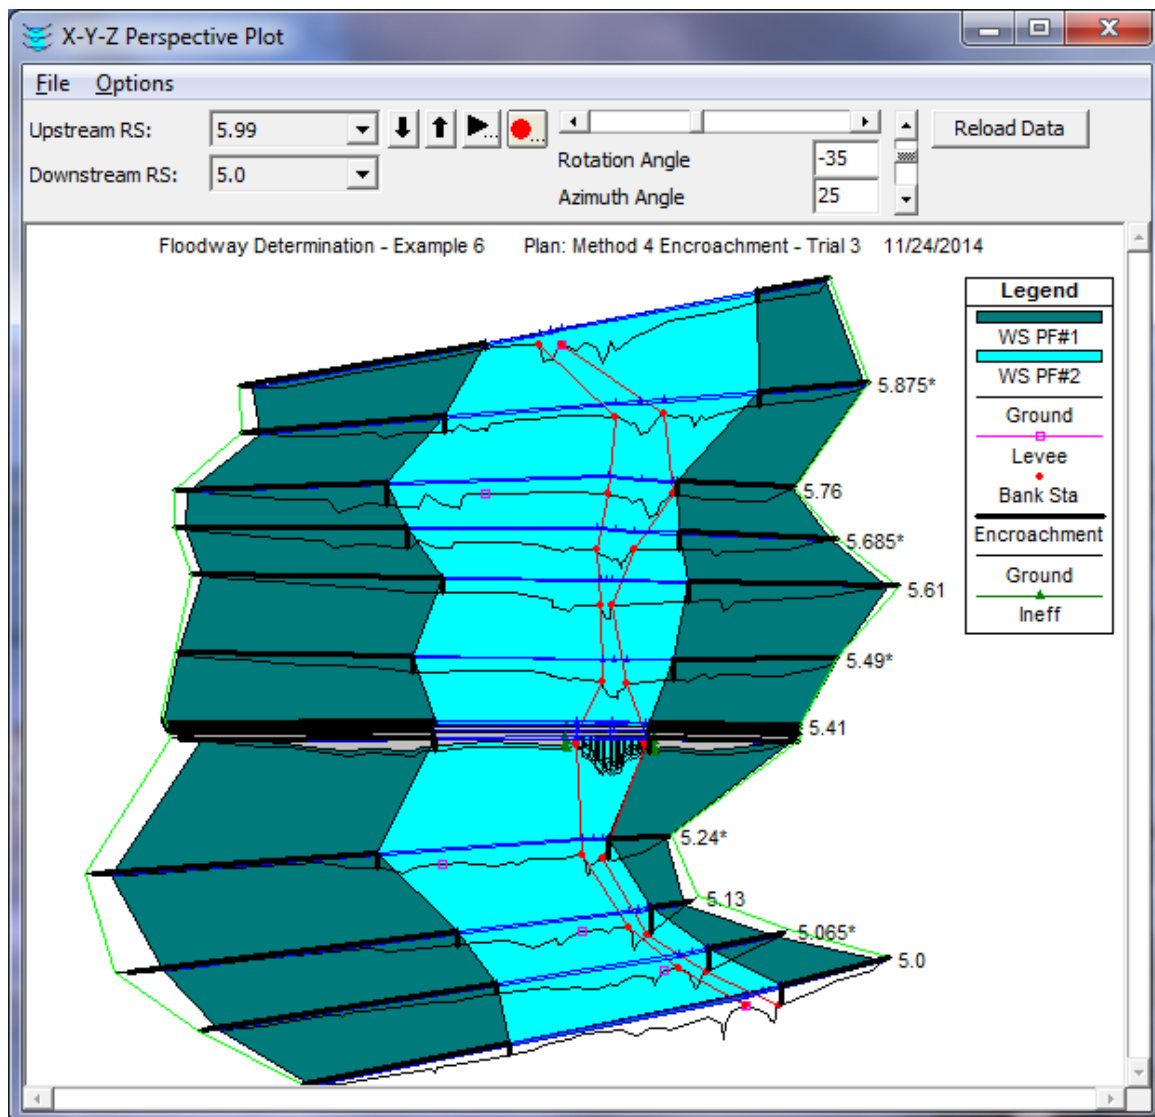 X-Y-Z Perspective Plot
File Options
Upstream RS: 5.99
Reload Data
Rotation Angle -35
Downstream RS: 5.0
Azimuth Angle 25
Floodway Determination - Example 6 Plan: Method 4 Encroachment - Trial 3 11/24/2014
Legend
WS PF#1
WS PF#2
Ground
Levee
Bank Sta
Encroachment
Ground
Ineff
5.875*
5.76
5.685*
5.61
5.49*
5.41
5.24*
5.13
5.065*
5.0